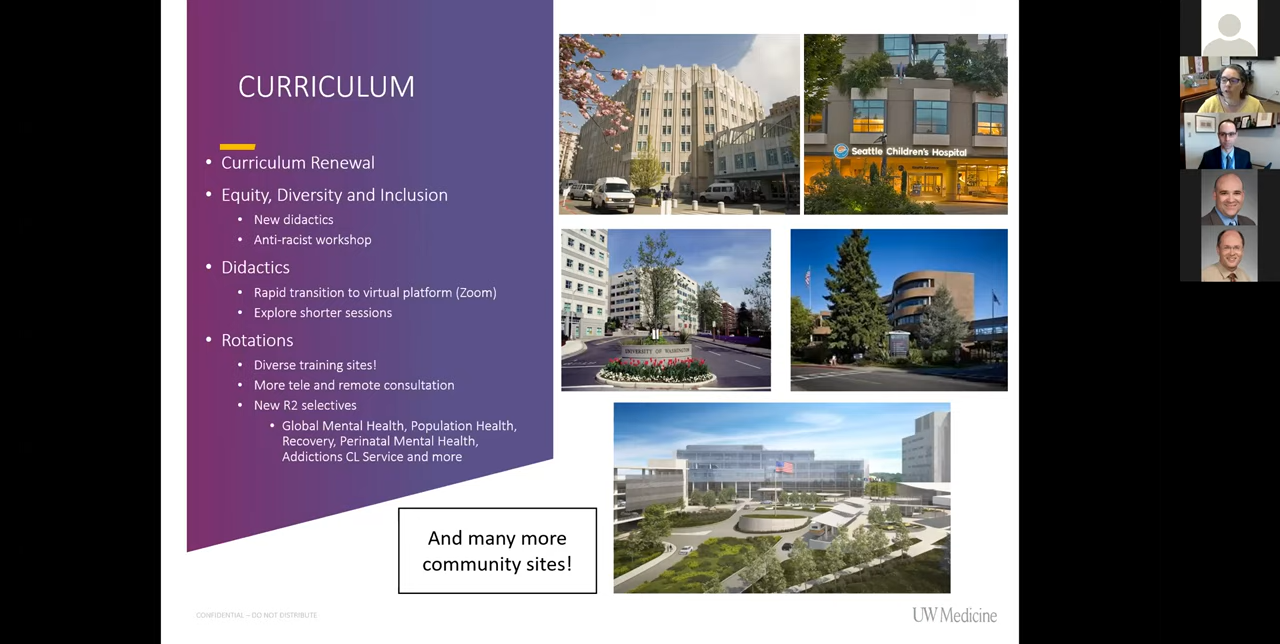 CURRICULUM
• Curriculum Renewal
• Equity, Diversity and Inclusion
• New didactics
• Anti-racist workshop
• Didactics
• Rapid transition to virtual platform (Zoom)
• Explore shorter sessions
• Rotations
• Diverse training sites!
• More tele and remote consultation
• New R2 selectives
• Global Mental Health, Population Health,
Recovery, Perinatal Mental Health,
Addictions CL Service and more
Seattle Children's Hospital
UNIVERSITY OF WASHINGTON
And many more
community sites!
CONFIDENTIAL – DO NOT DISTRIBUTE
UW Medicine